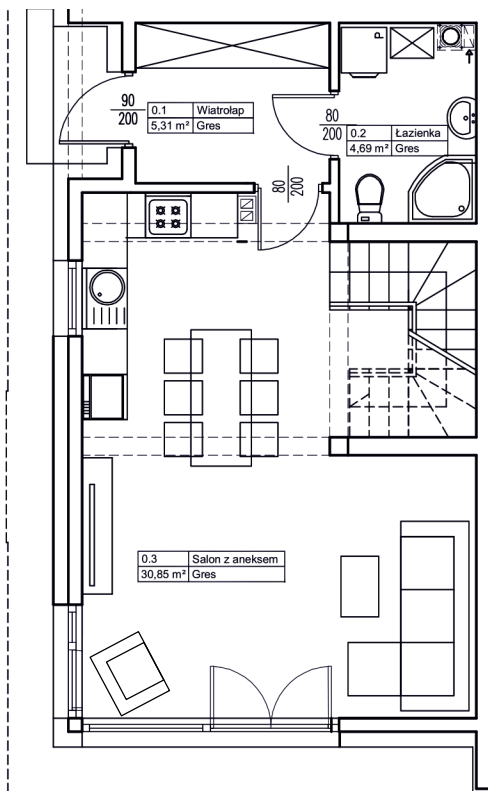 P
90
200
0.1 Wiatrołap
5,31 m² Gres
80
200
0.2 Łazienka
4,69 m² Gres
80
200
0.3 Salon z aneksem
30,85 m² Gres